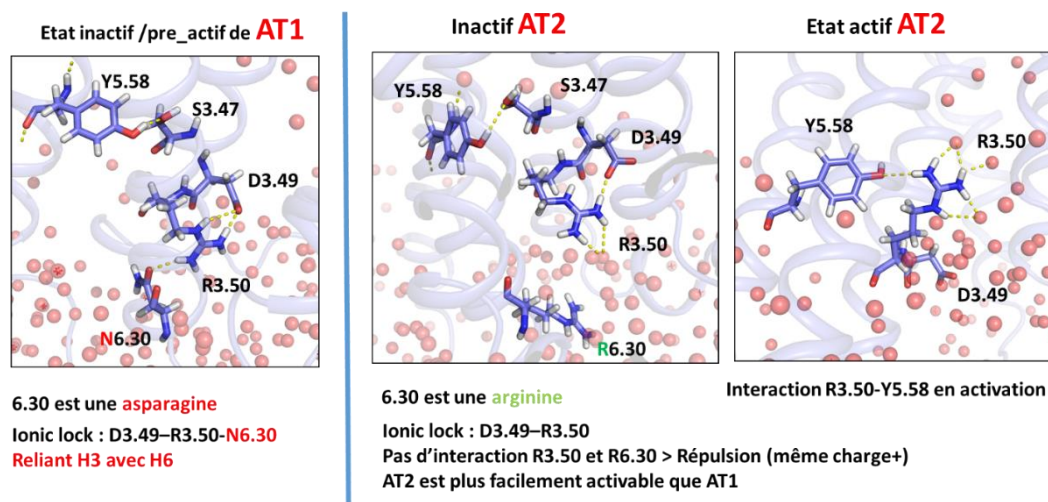 Etat inactif /pre_actif de AT1
Y5.58
S3.47
D3.49
R3.50
N6.30
6.30 est une asparagine
Ionic lock : D3.49–R3.50-N6.30
Reliant H3 avec H6
Inactif AT2
Y5.58
S3.47
D3.49
R3.50
R6.30
6.30 est une arginine
Ionic lock : D3.49–R3.50
Pas d’interaction R3.50 et R6.30 > Répulsion (même charge+)
AT2 est plus facilement activable que AT1
Etat actif AT2
Y5.58
R3.50
D3.49
Interaction R3.50-Y5.58 en activation